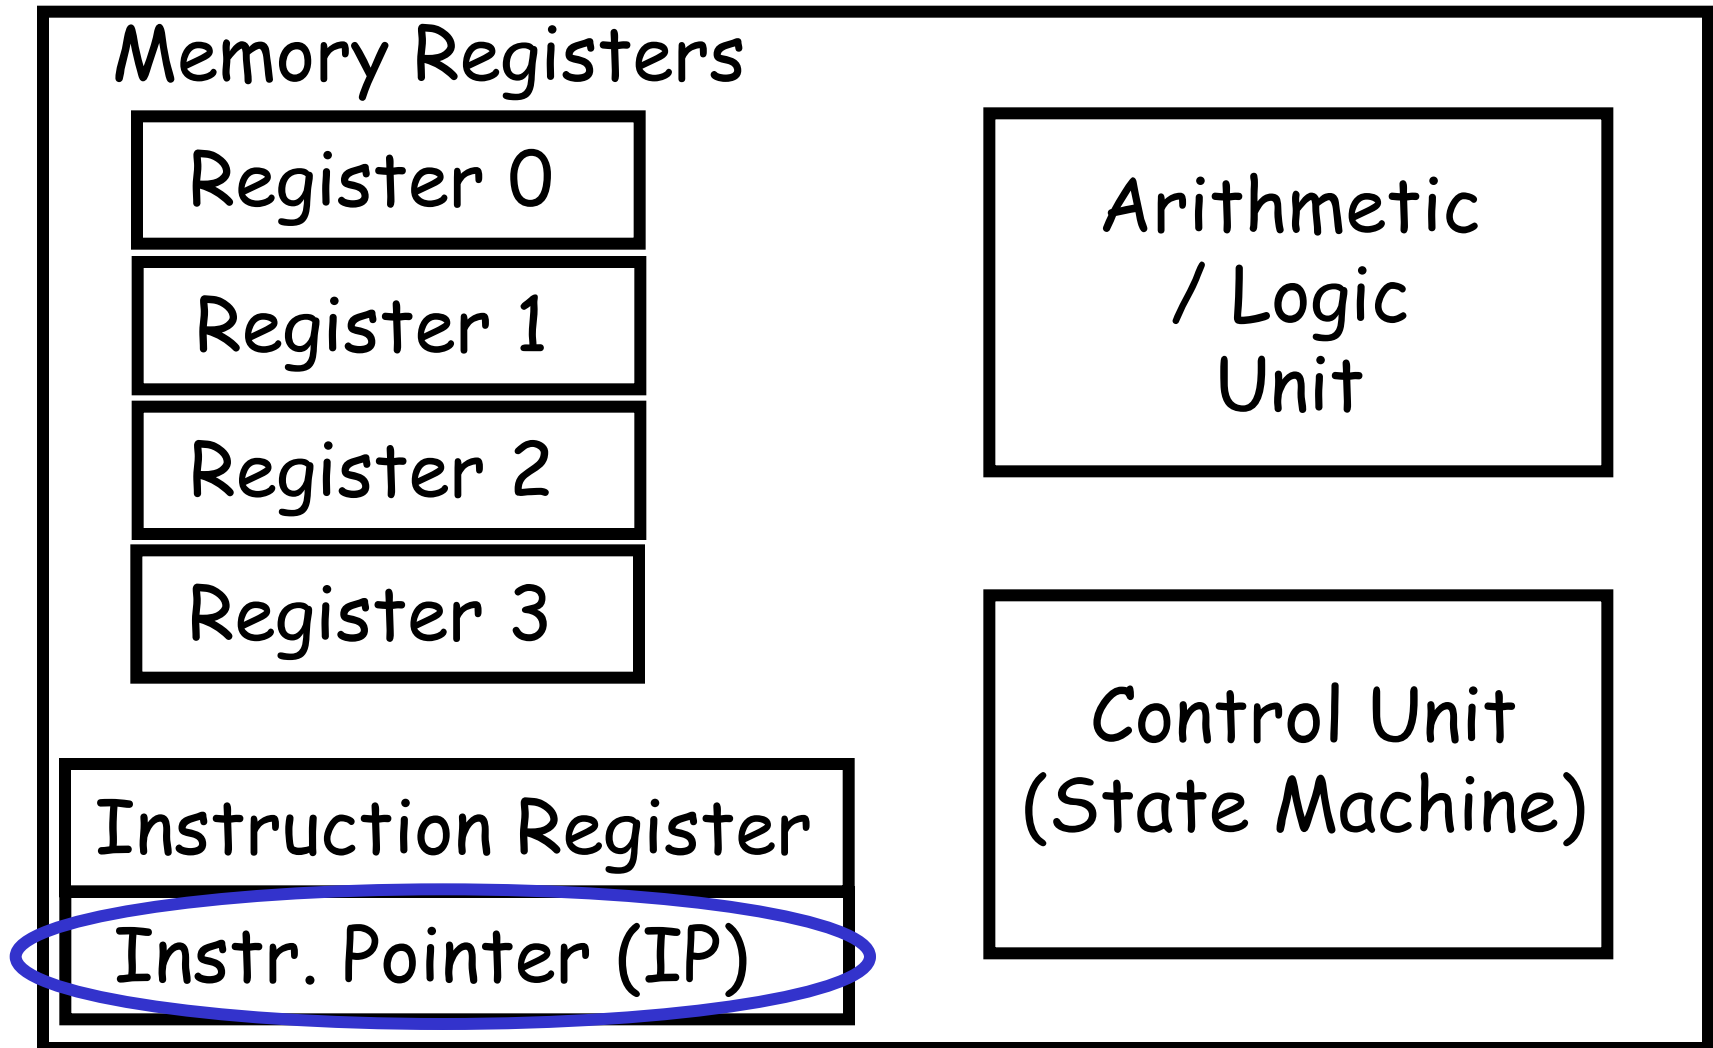 Memory Registers
Register 0
Register 1
Register 2
Register 3
Instruction Register
Instr. Pointer (IP)
Arithmetic
/ Logic
Unit
Control Unit
(State Machine)